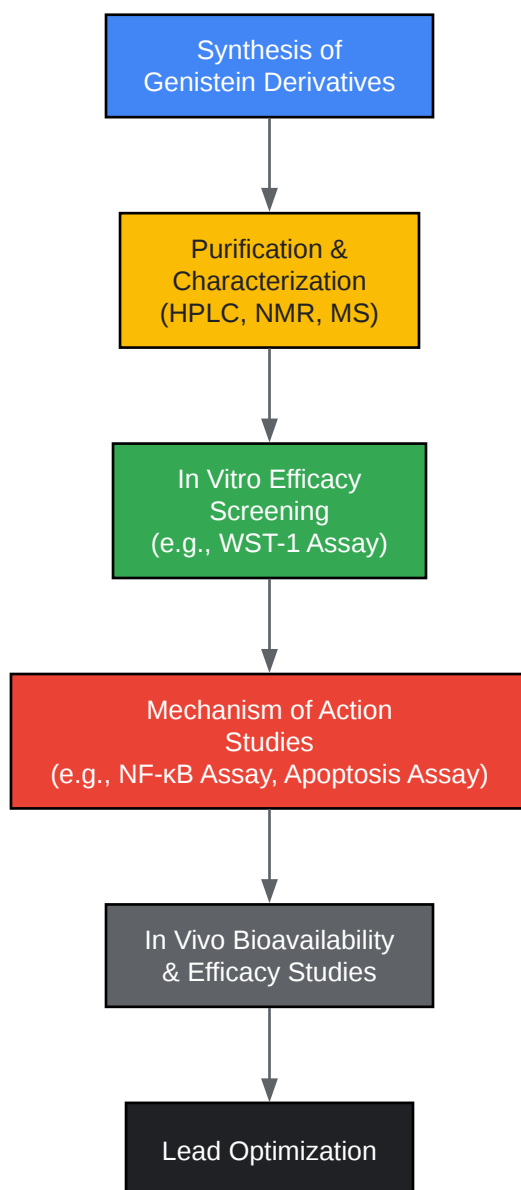 Synthesis of
Genistein Derivatives
Purification &
Characterization
(HPLC, NMR, MS)
In Vitro Efficacy
Screening
(e.g., WST-1 Assay)
Mechanism of Action
Studies
(e.g., NF-κB Assay, Apoptosis Assay)
In Vivo Bioavailability
& Efficacy Studies
Lead Optimization